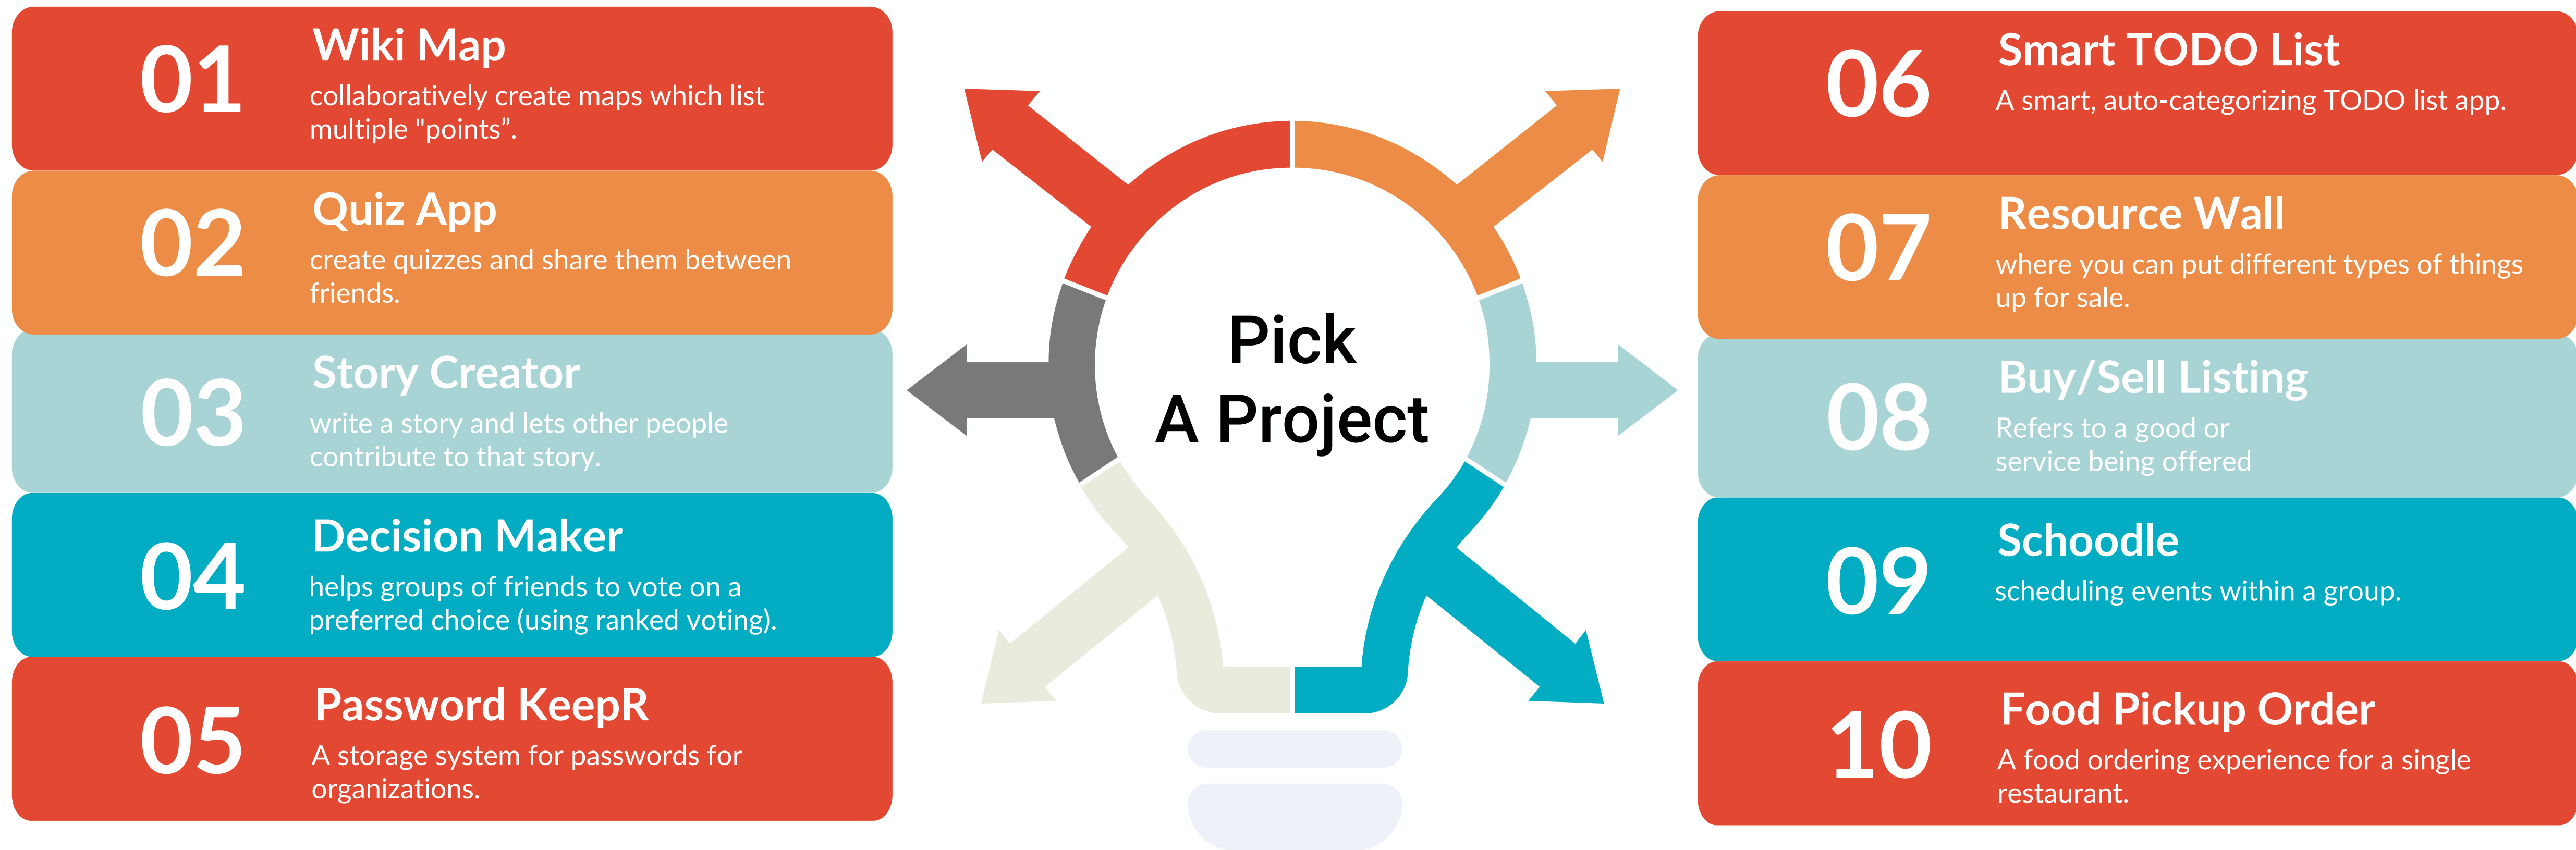 01
Wiki Map
collaboratively create maps which list
multiple "points”.
02
Quiz App
create quizzes and share them between
friends.
03
Story Creator
write a story and lets other people
contribute to that story.
04
Decision Maker
helps groups of friends to vote on a
preferred choice (using ranked voting).
05
Password KeepR
A storage system for passwords for
organizations.
Pick
A Project
06
Smart TODO List
A smart, auto-categorizing TODO list app.
07
Resource Wall
where you can put different types of things
up for sale.
08
Buy/Sell Listing
Refers to a good or
service being offered
09
Schoodle
scheduling events within a group.
10
Food Pickup Order
A food ordering experience for a single
restaurant.